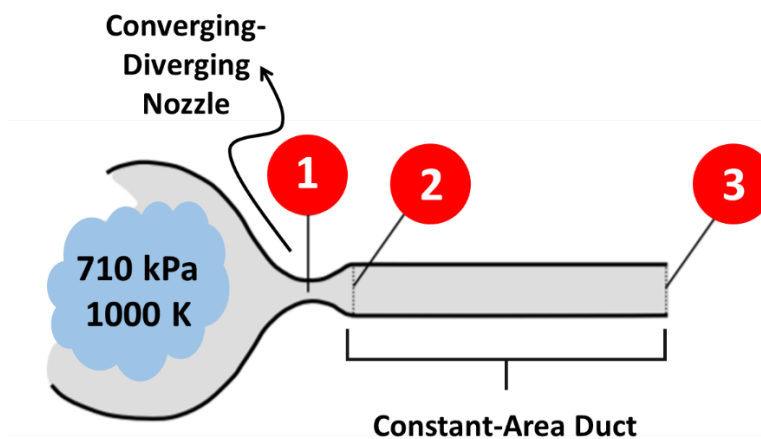 Converging-
Diverging
Nozzle
1
2
3
710 kPa
1000 K
Constant-Area Duct